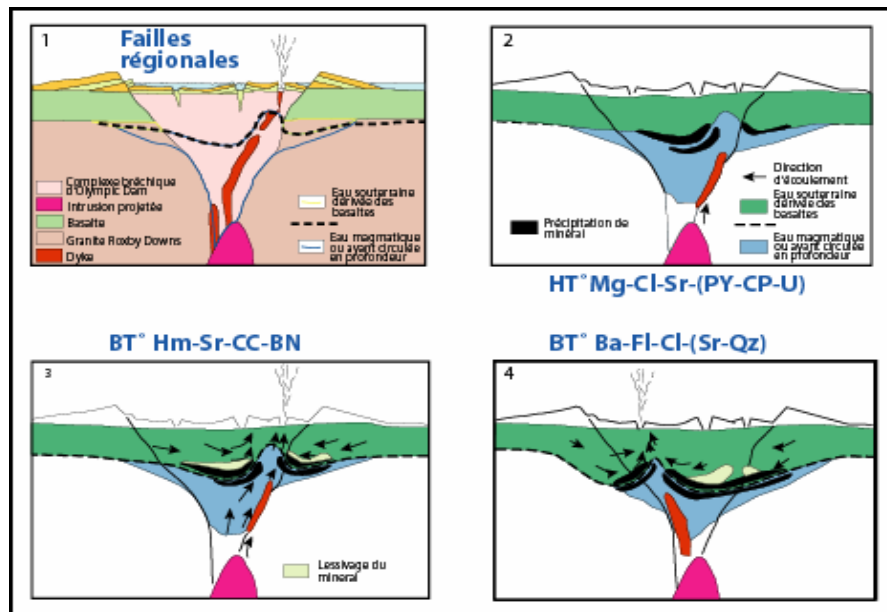 1
Failles
régionales
Complexe bréchique
d'Olympic Dam
Intrusion projetée
Basalte
Granite Roxby Downs
Dyke
Eau souterraine
dérivée des
basaltes
Eau magmatique
ou ayant circulée
en profondeur
2
Précipitation de
minéral
Direction
d'écoulement
Eau souterraine
dérivée des
basaltes
Eau magmatique
ou ayant circulée
en profondeur
HT° Mg-Cl-Sr-(PY-CP-U)
BT° Hm-Sr-CC-BN
3
Lessivage du
mineral
BT° Ba-Fl-Cl-(Sr-Qz)
4